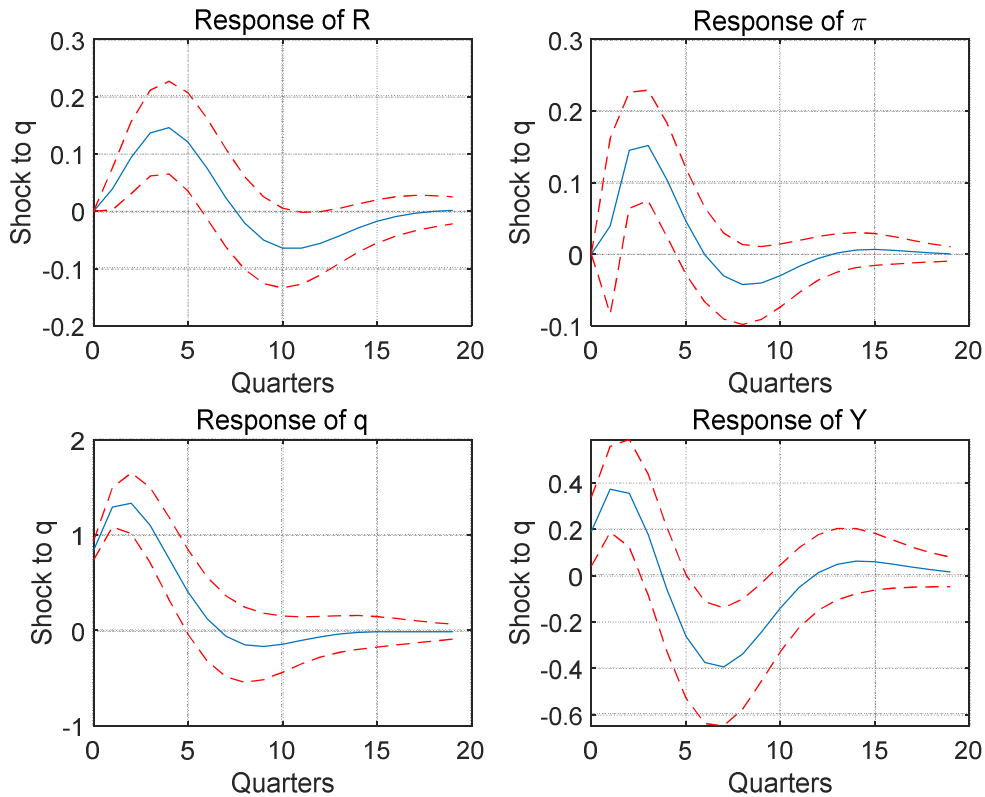 Response of R
Shock to q
0.3
0.2
0.1
0
-0.1
-0.2
0 5 10 15 20
Quarters
Response of π
Shock to q
0.3
0.2
0.1
0
-0.1
0 5 10 15 20
Quarters
Response of q
Shock to q
2
1
0
-1
0 5 10 15 20
Quarters
Response of Y
Shock to q
0.4
0.2
0
-0.2
-0.4
-0.6
0 5 10 15 20
Quarters